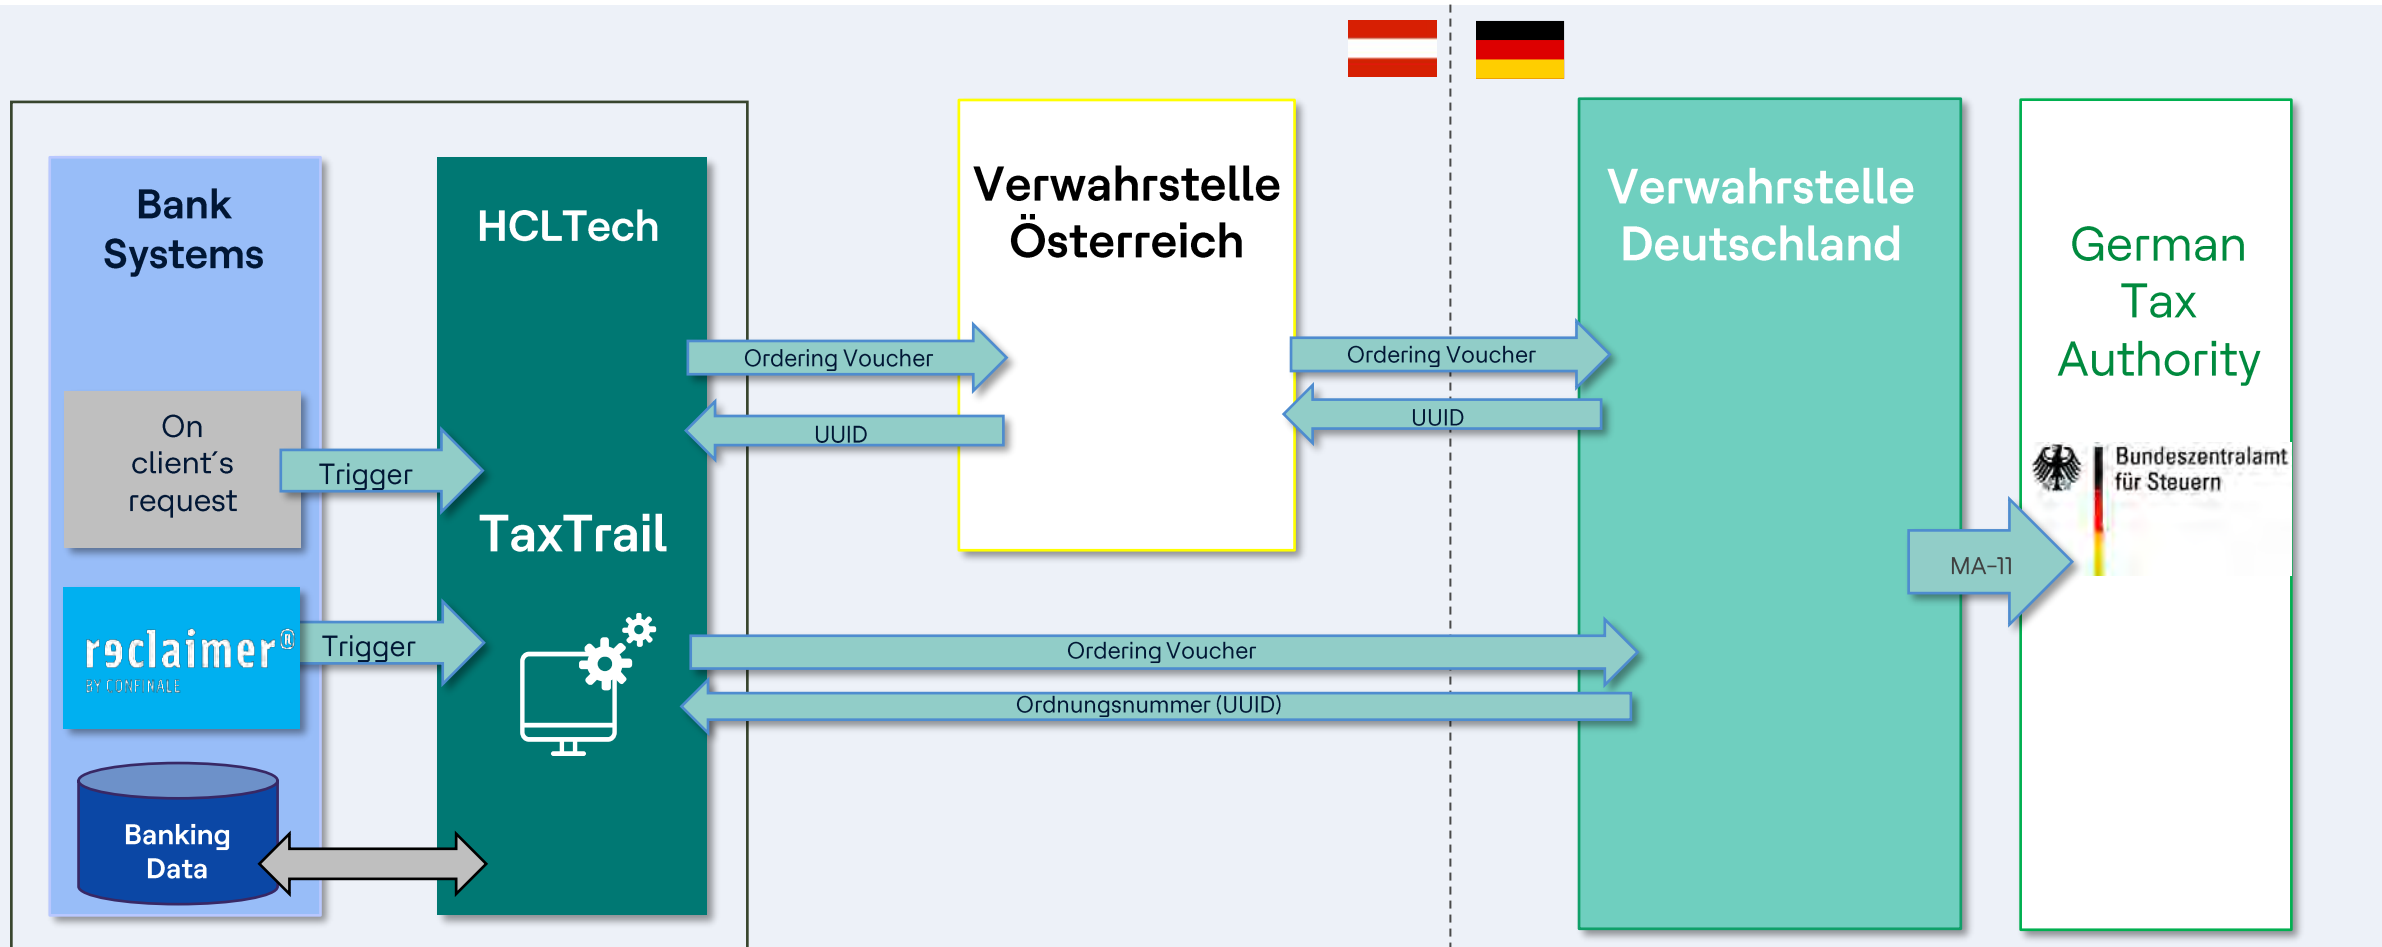 Bank
Systems
On
client´s
request
Trigger
reclaimer®
BY CONFINALE
Trigger
Banking
Data
HCLTech
TaxTrail
Verwahrstelle
Österreich
Ordering Voucher
UUID
Ordering Voucher
UUID
Ordering Voucher
Ordnungsnummer (UUID)
Verwahrstelle
Deutschland
MA-11
German
Tax
Authority
Bundeszentralamt
für Steuern